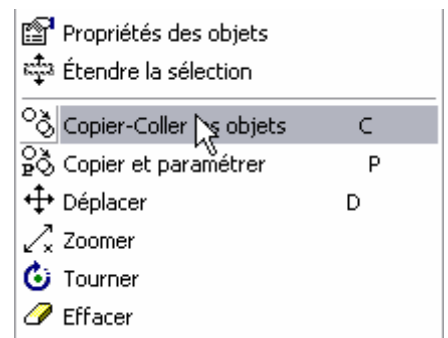 Propriétés des objets
Étendre la sélection
Copier-Coller objets C
Copier et paramétrer P
Déplacer D
Zoomer
Tourner
Effacer